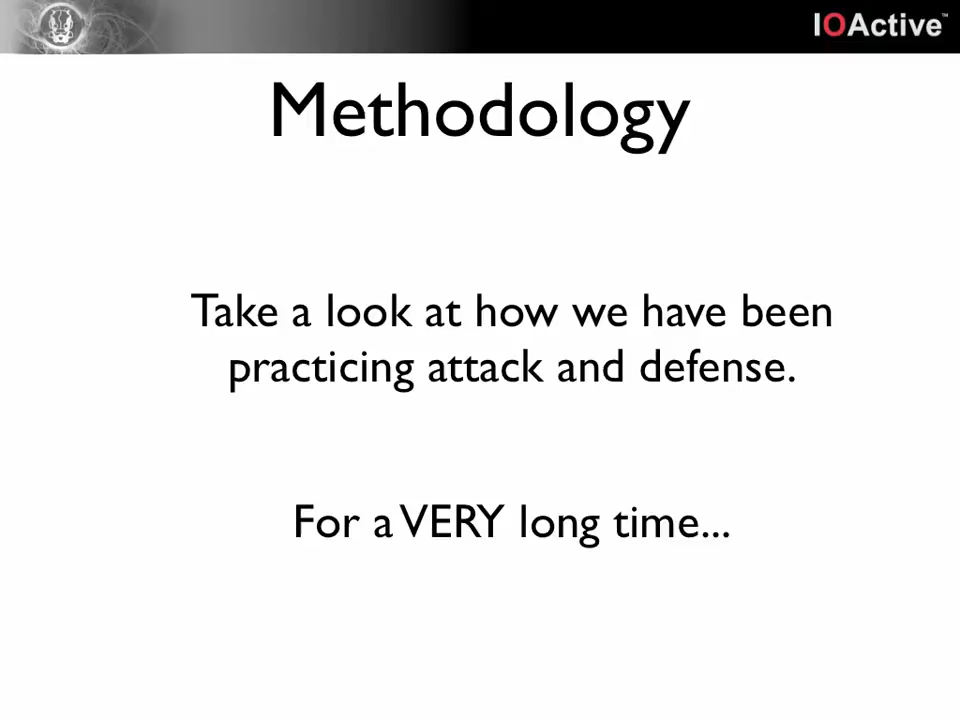 IOActive™
Methodology
Take a look at how we have been
practicing attack and defense.
For a VERY long time...